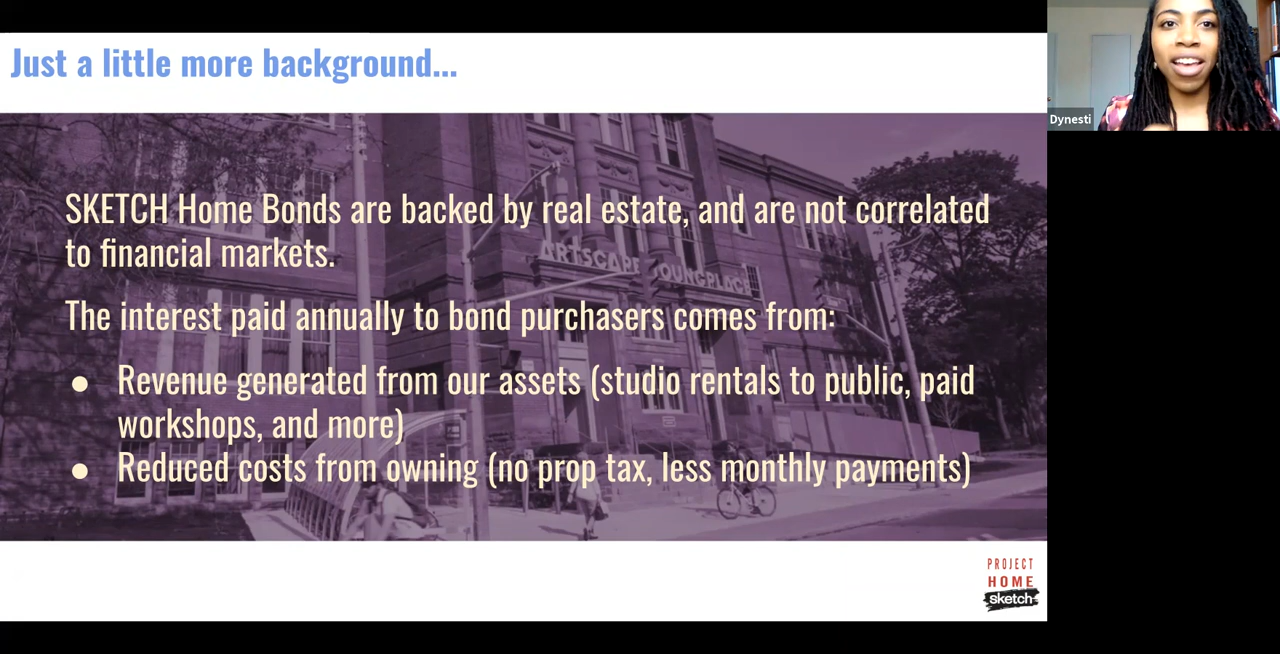 Just a little more background...
Dynesti
ARTSCAPE YOUNGPLACE
SKETCH Home Bonds are backed by real estate, and are not correlated
to financial markets.
The interest paid annually to bond purchasers comes from:
● Revenue generated from our assets (studio rentals to public, paid
workshops, and more)
● Reduced costs from owning (no prop tax, less monthly payments)
PROJECT
HOME
sketch